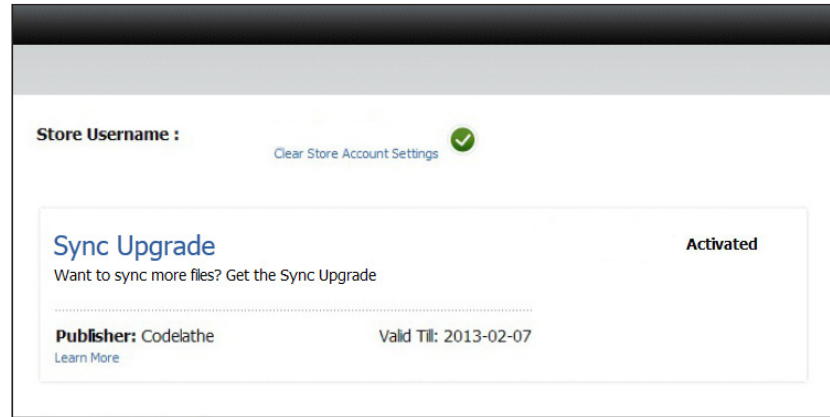 Store Username :
Clear Store Account Settings
Sync Upgrade
Activated
Want to sync more files? Get the Sync Upgrade
Publisher: Codelathe
Valid Till: 2013-02-07
Learn More